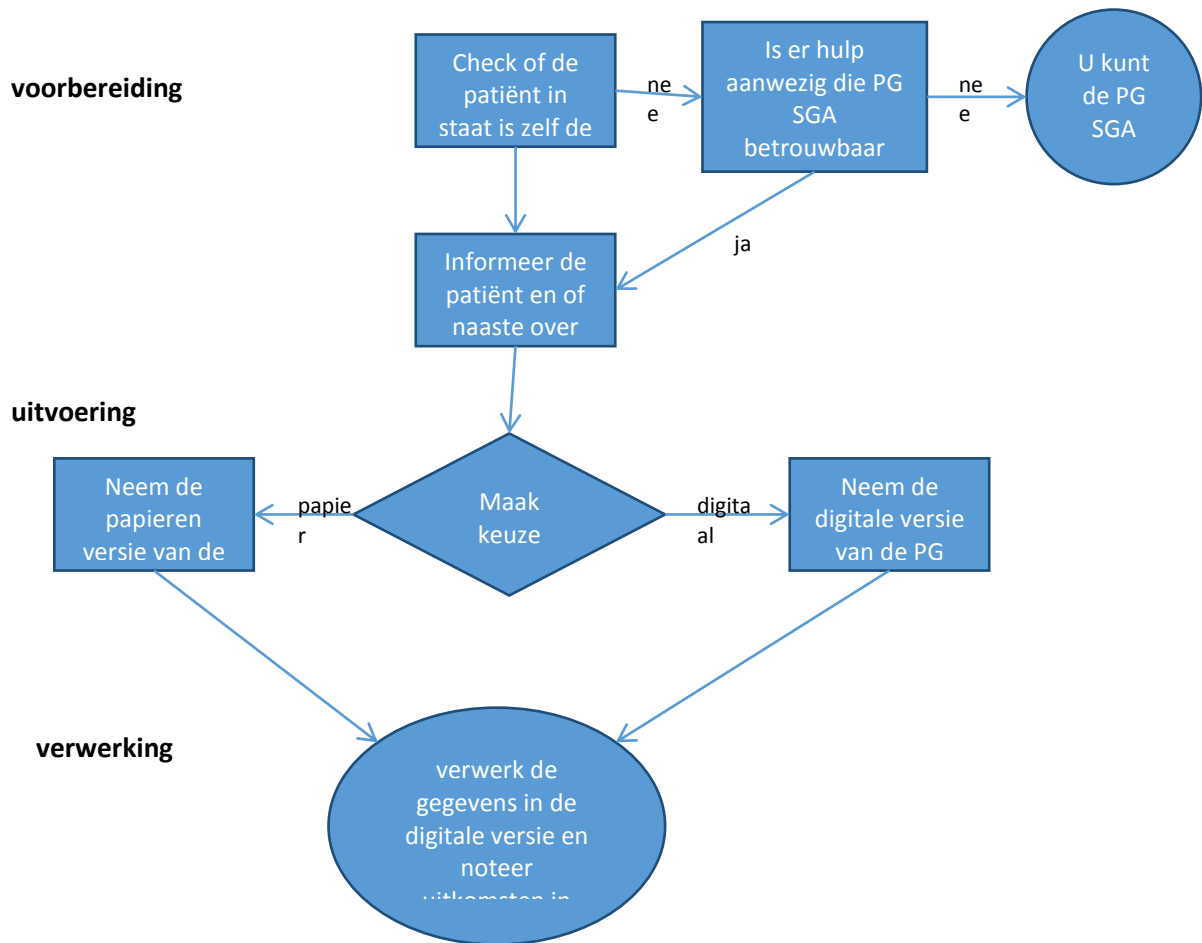 voorbereiding
Check of de
patiënt in
staat is zelf de
ne
e
Is er hulp
aanwezig die PG
SGA
betrouwbaar
ne
e
U kunt
de PG
SGA
ja
Informeer de
patiënt en of
naaste over
uitvoering
Neem de
papieren
versie van de
papie
r
Maak
keuze
digita
al
Neem de
digitale versie
van de PG
verwerking
verwerk de
gegevens in de
digitale versie en
noteer
uitkomsten in